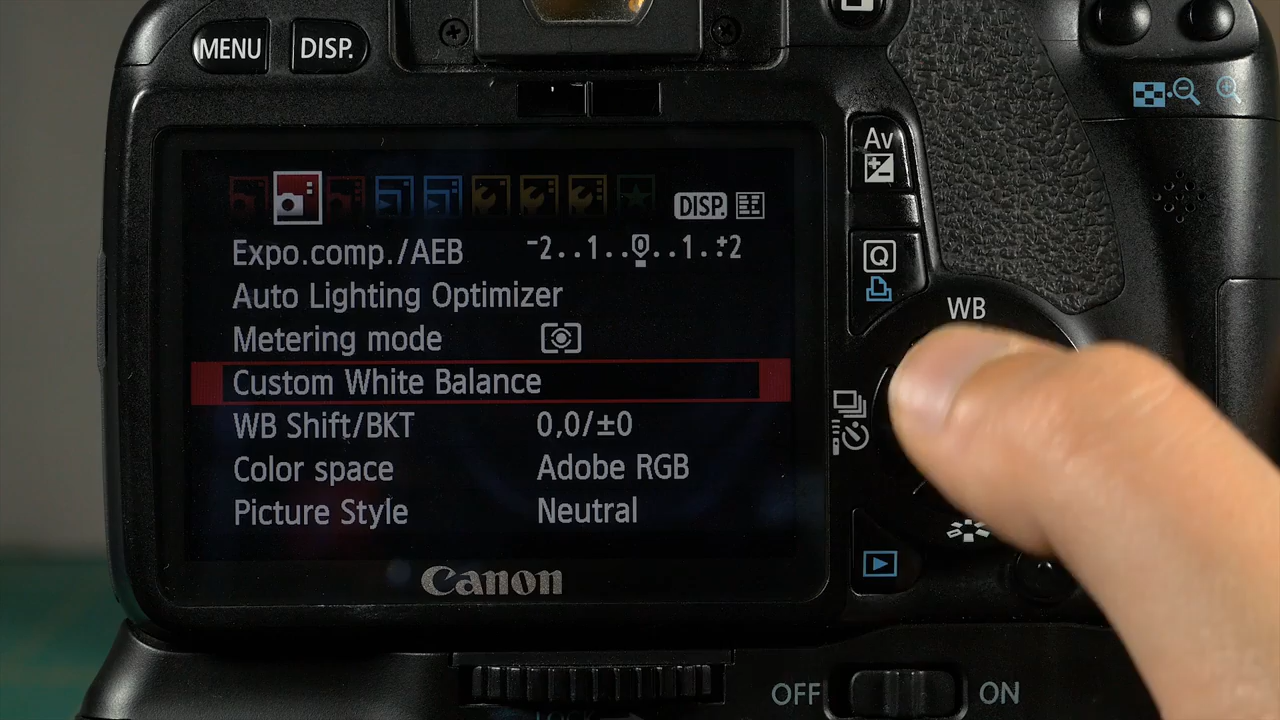 MENU
DISP.
Av
DISP.
Expo.comp./AEB -2..1..0..1..+2
Auto Lighting Optimizer
Metering mode
Custom White Balance
WB Shift/BKT 0,0/±0
Color space Adobe RGB
Picture Style Neutral
Q
WB
Canon
OFF
ON
LOCK